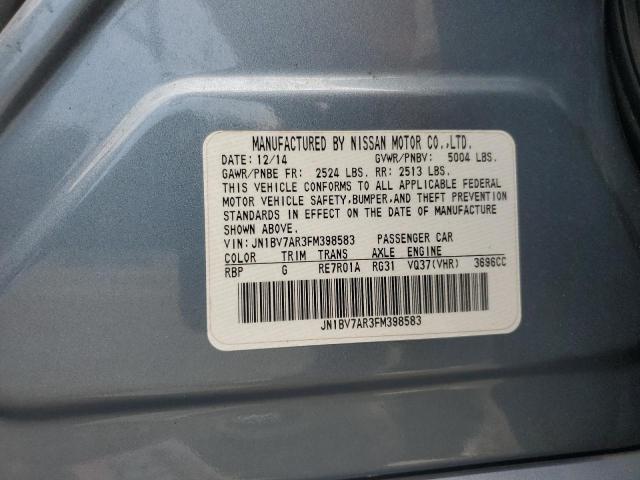 MANUFACTURED BY NISSAN MOTOR CO.,LTD.
DATE: 12/14 GVWR/PNBV: 5004 LBS.
GAWR/PNBE FR: 2524 LBS. RR: 2513 LBS.
THIS VEHICLE CONFORMS TO ALL APPLICABLE FEDERAL
MOTOR VEHICLE SAFETY,BUMPER,AND THEFT PREVENTION
STANDARDS IN EFFECT ON THE DATE OF MANUFACTURE
SHOWN ABOVE.
VIN: JN1BV7AR3FM398583 PASSENGER CAR
COLOR TRIM TRANS AXLE ENGINE
RBP G RE7R01A RG31 VQ37(VHR) 3696CC
JN1BV7AR3FM398583